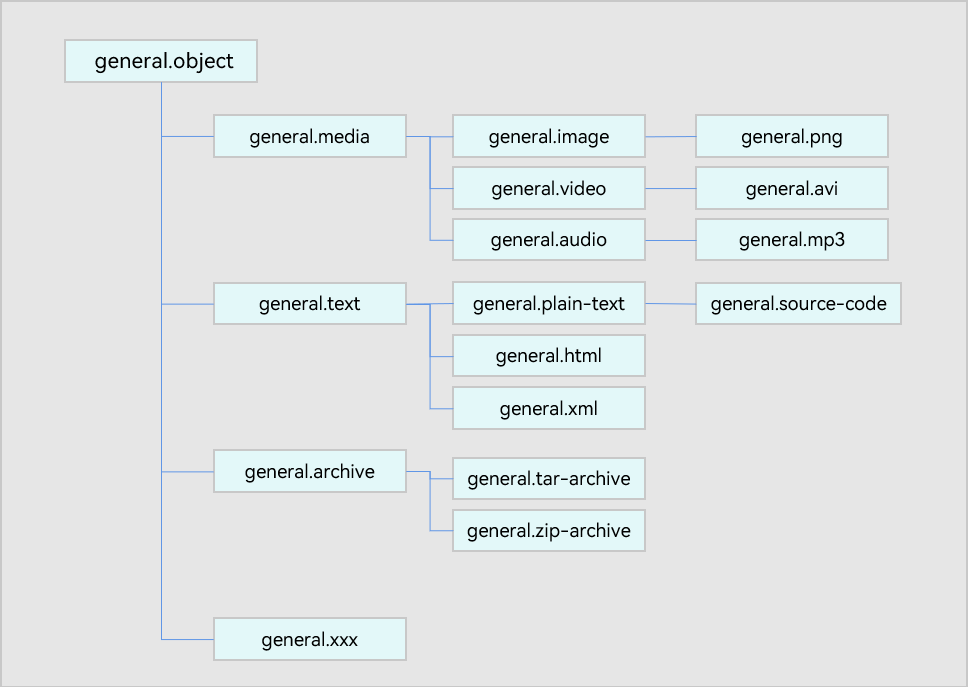 general.object
general.media
general.image
general.png
general.video
general.avi
general.audio
general.mp3
general.text
general.plain-text
general.source-code
general.html
general.xml
general.archive
general.tar-archive
general.zip-archive
general.xxx